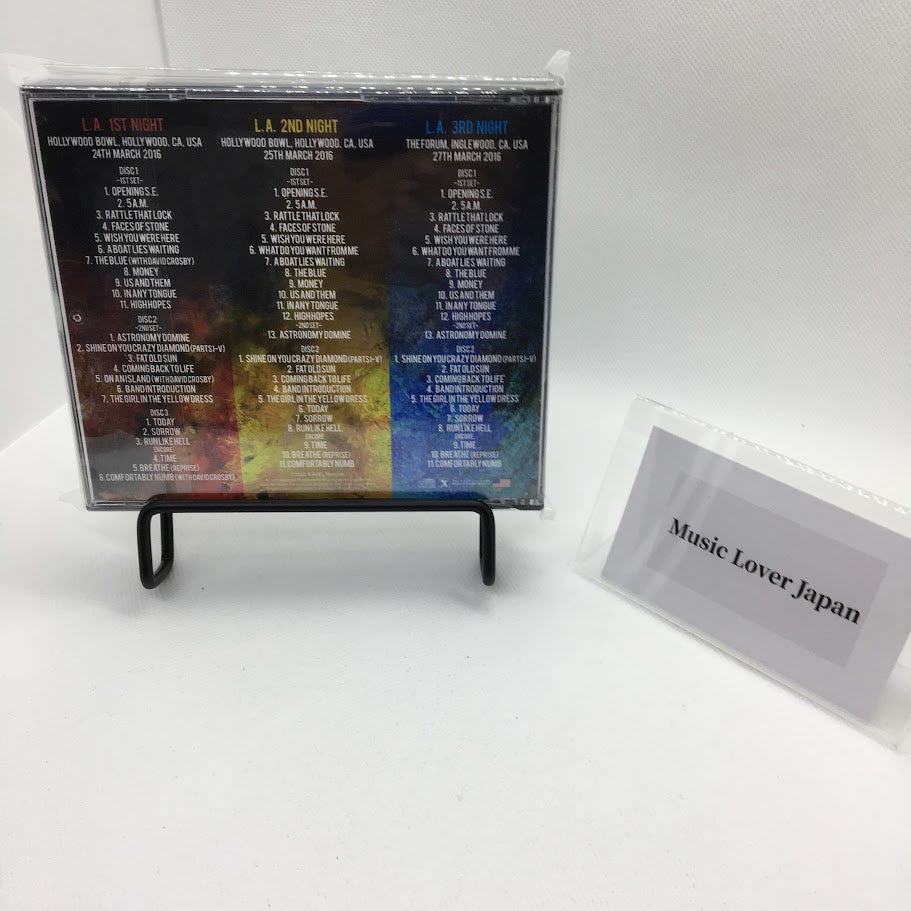 L.A. 1ST NIGHT
HOLLYWOOD BOWL, HOLLYWOOD, CA. USA
24TH MARCH 2016
DISC 1
-1ST SET-
1. OPENING S.E.
2. 5 A.M.
3. RATTLE THAT LOCK
4. FACES OF STONE
5. WISH YOU WERE HERE
6. A BOAT LIES WAITING
7. THE BLUE (WITH DAVID CROSBY)
8. MONEY
9. US AND THEM
10. IN ANY TONGUE
11. HIGH HOPES
DISC 2
-2ND SET-
1. ASTRONOMY DOMINE
2. SHINE ON YOU CRAZY DIAMOND (PARTS I-V)
3. FAT OLD SUN
4. COMING BACK TO LIFE
5. ON AN ISLAND (WITH DAVID CROSBY)
6. BAND INTRODUCTION
7. THE GIRL IN THE YELLOW DRESS
DISC 3
1. TODAY
2. SORROW
3. RUN LIKE HELL
ENCORE
4. TIME
5. BREATHE (REPRISE)
6. COMFORTABLY NUMB (WITH DAVID CROSBY)
L.A. 2ND NIGHT
HOLLYWOOD BOWL, HOLLYWOOD, CA. USA
25TH MARCH 2016
DISC 1
-1ST SET-
1. OPENING S.E.
2. 5 A.M.
3. RATTLE THAT LOCK
4. FACES OF STONE
5. WISH YOU WERE HERE
6. WHAT DO YOU WANT FROM ME
7. A BOAT LIES WAITING
8. THE BLUE
9. MONEY
10. US AND THEM
11. IN ANY TONGUE
12. HIGH HOPES
-2ND SET-
13. ASTRONOMY DOMINE
DISC 2
1. SHINE ON YOU CRAZY DIAMOND (PARTS I-V)
2. FAT OLD SUN
3. COMING BACK TO LIFE
4. BAND INTRODUCTION
5. THE GIRL IN THE YELLOW DRESS
6. TODAY
7. SORROW
8. RUN LIKE HELL
ENCORE
9. TIME
10. BREATHE (REPRISE)
11. COMFORTABLY NUMB
L.A. 3RD NIGHT
THE FORUM, INGLEWOOD, CA. USA
27TH MARCH 2016
DISC 1
-1ST SET-
1. OPENING S.E.
2. 5 A.M.
3. RATTLE THAT LOCK
4. FACES OF STONE
5. WISH YOU WERE HERE
6. WHAT DO YOU WANT FROM ME
7. A BOAT LIES WAITING
8. THE BLUE
9. MONEY
10. US AND THEM
11. IN ANY TONGUE
12. HIGH HOPES
-2ND SET-
13. ASTRONOMY DOMINE
DISC 2
1. SHINE ON YOU CRAZY DIAMOND (PARTS I-V)
2. FAT OLD SUN
3. COMING BACK TO LIFE
4. BAND INTRODUCTION
5. THE GIRL IN THE YELLOW DRESS
6. TODAY
7. SORROW
8. RUN LIKE HELL
ENCORE
9. TIME
10. BREATHE (REPRISE)
11. COMFORTABLY NUMB
Music Lover Japan